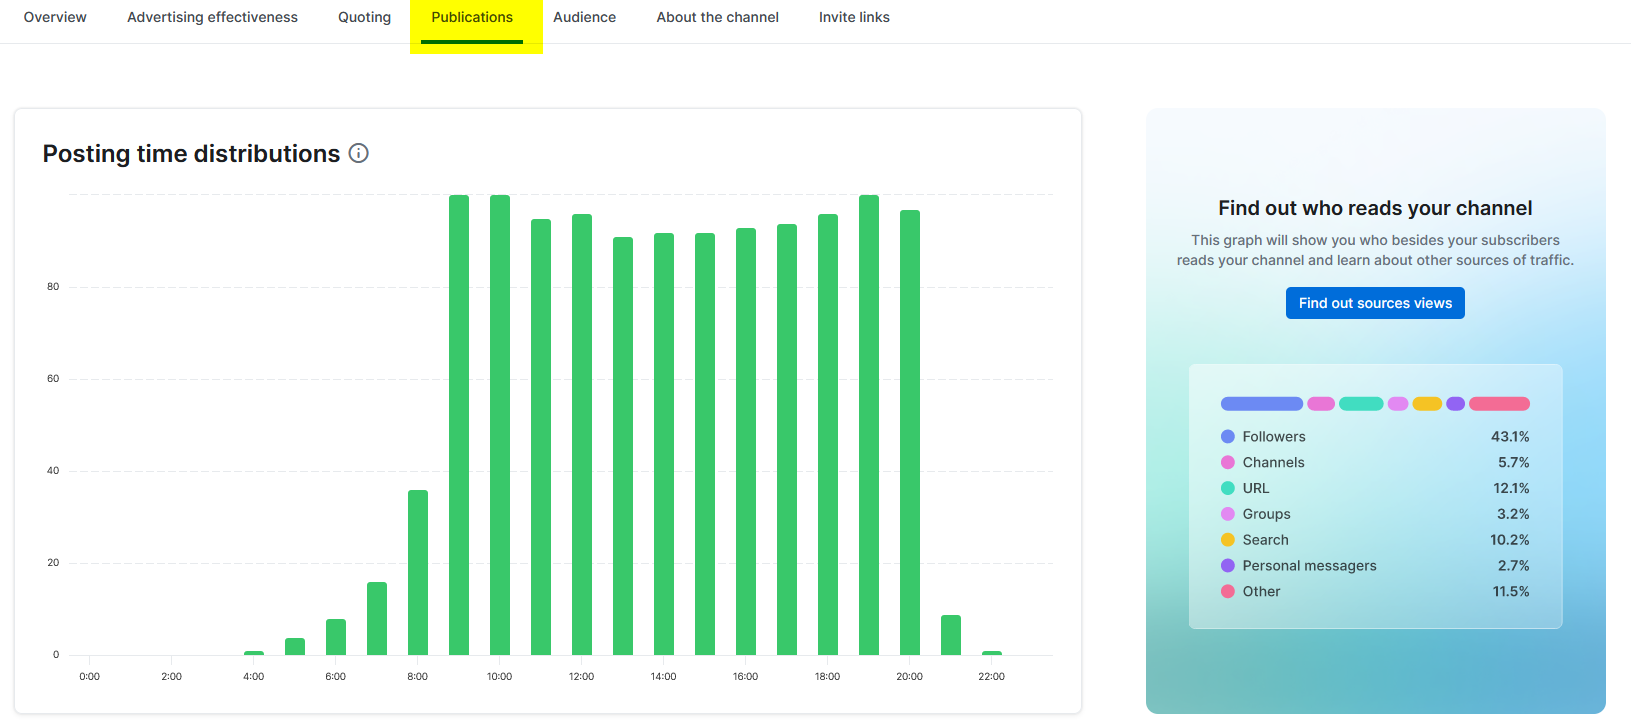 Overview Advertising effectiveness Quoting Publications Audience About the channel Invite links
Posting time distributions
80
60
40
20
0
0:00 2:00 4:00 6:00 8:00 10:00 12:00 14:00 16:00 18:00 20:00 22:00
Find out who reads your channel
This graph will show you who besides your subscribers
reads your channel and learn about other sources of traffic.
Find out sources views
Followers 43.1%
Channels 5.7%
URL 12.1%
Groups 3.2%
Search 10.2%
Personal messagers 2.7%
Other 11.5%